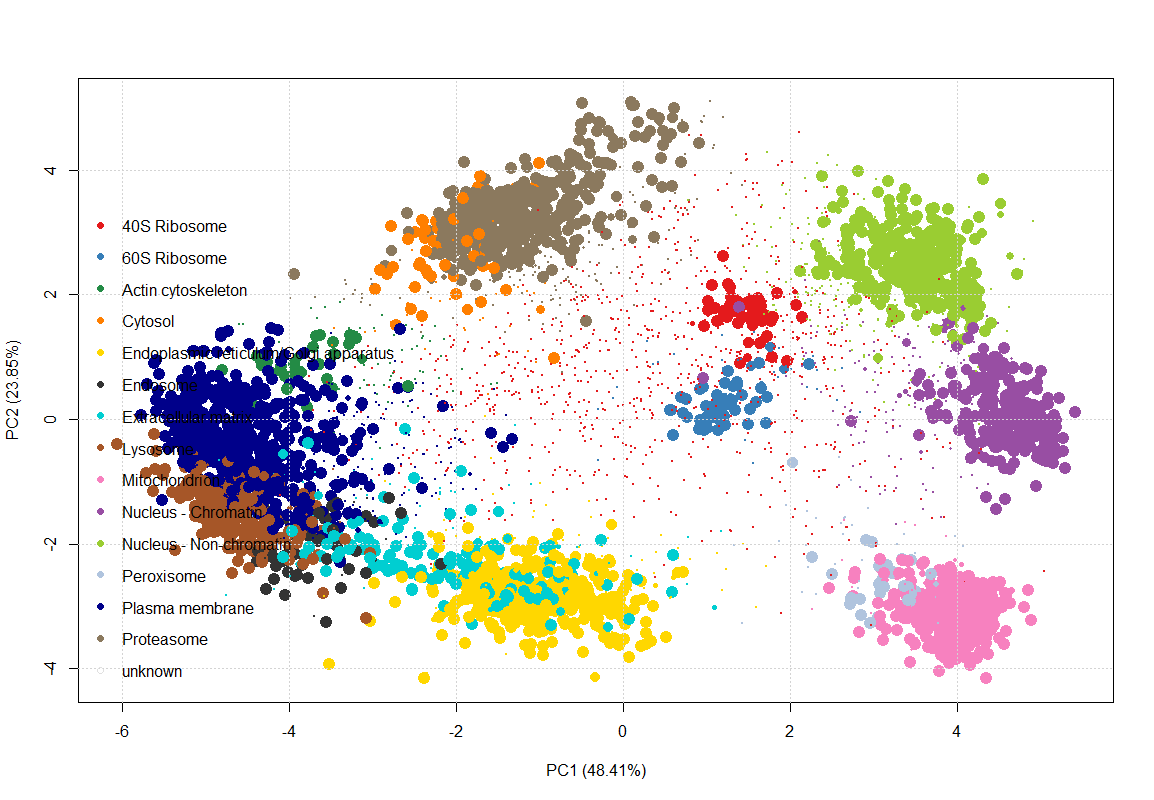 PC2 (23.85%)
4
2
0
-2
-4
40S Ribosome
60S Ribosome
Actin cytoskeleton
Cytosol
Endoplasmic reticulum/Golgi apparatus
Endosome
Extracellular matrix
Lysosome
Mitochondrion
Nucleus - Chromatin
Nucleus - Non-chromatin
Peroxisome
Plasma membrane
Proteasome
unknown
-6 -4 -2 0 2 4
PC1 (48.41%)